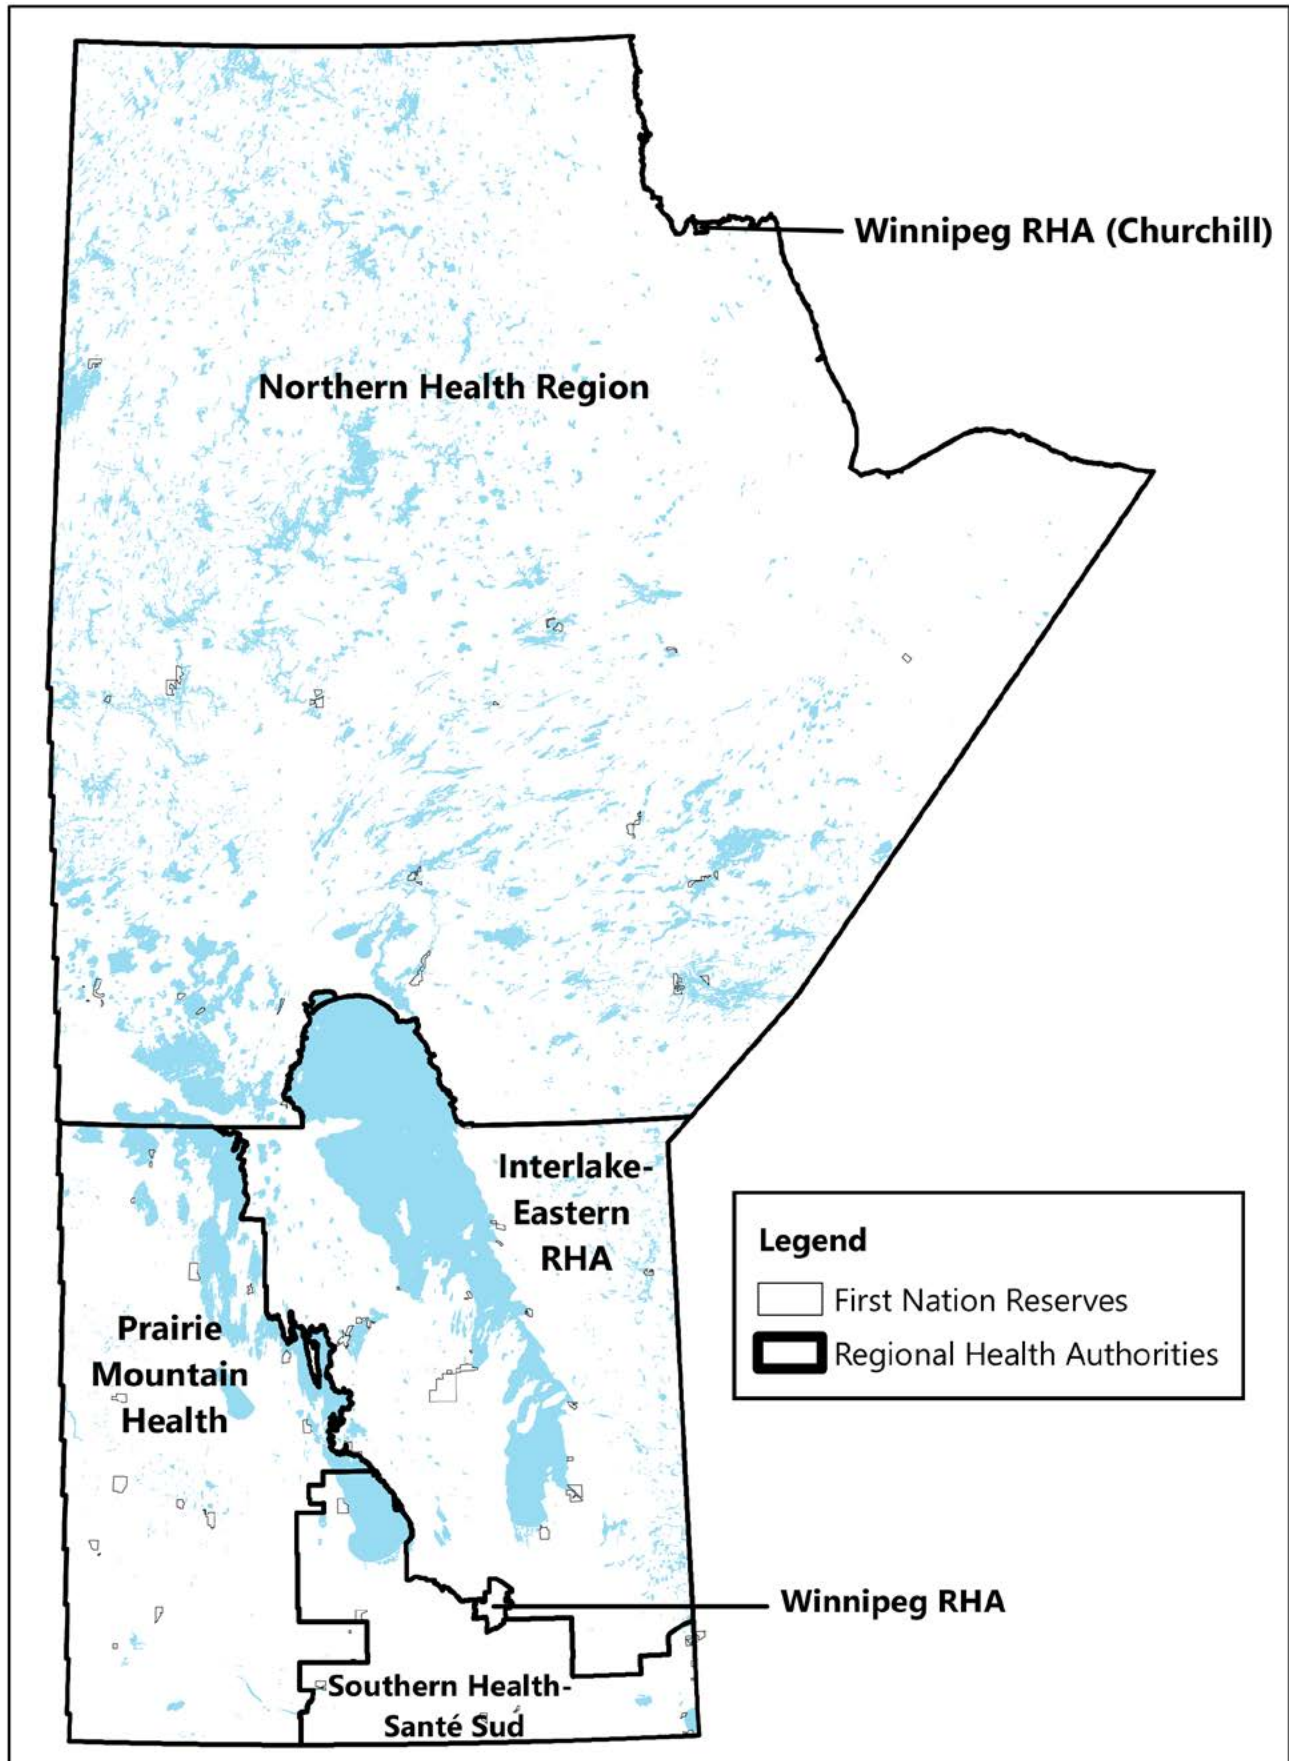 Winnipeg RHA (Churchill)
Northern Health Region
Interlake-
Eastern
RHA
Legend
First Nation Reserves
Regional Health Authorities
Prairie
Mountain
Health
Winnipeg RHA
Southern Health-
Santé Sud